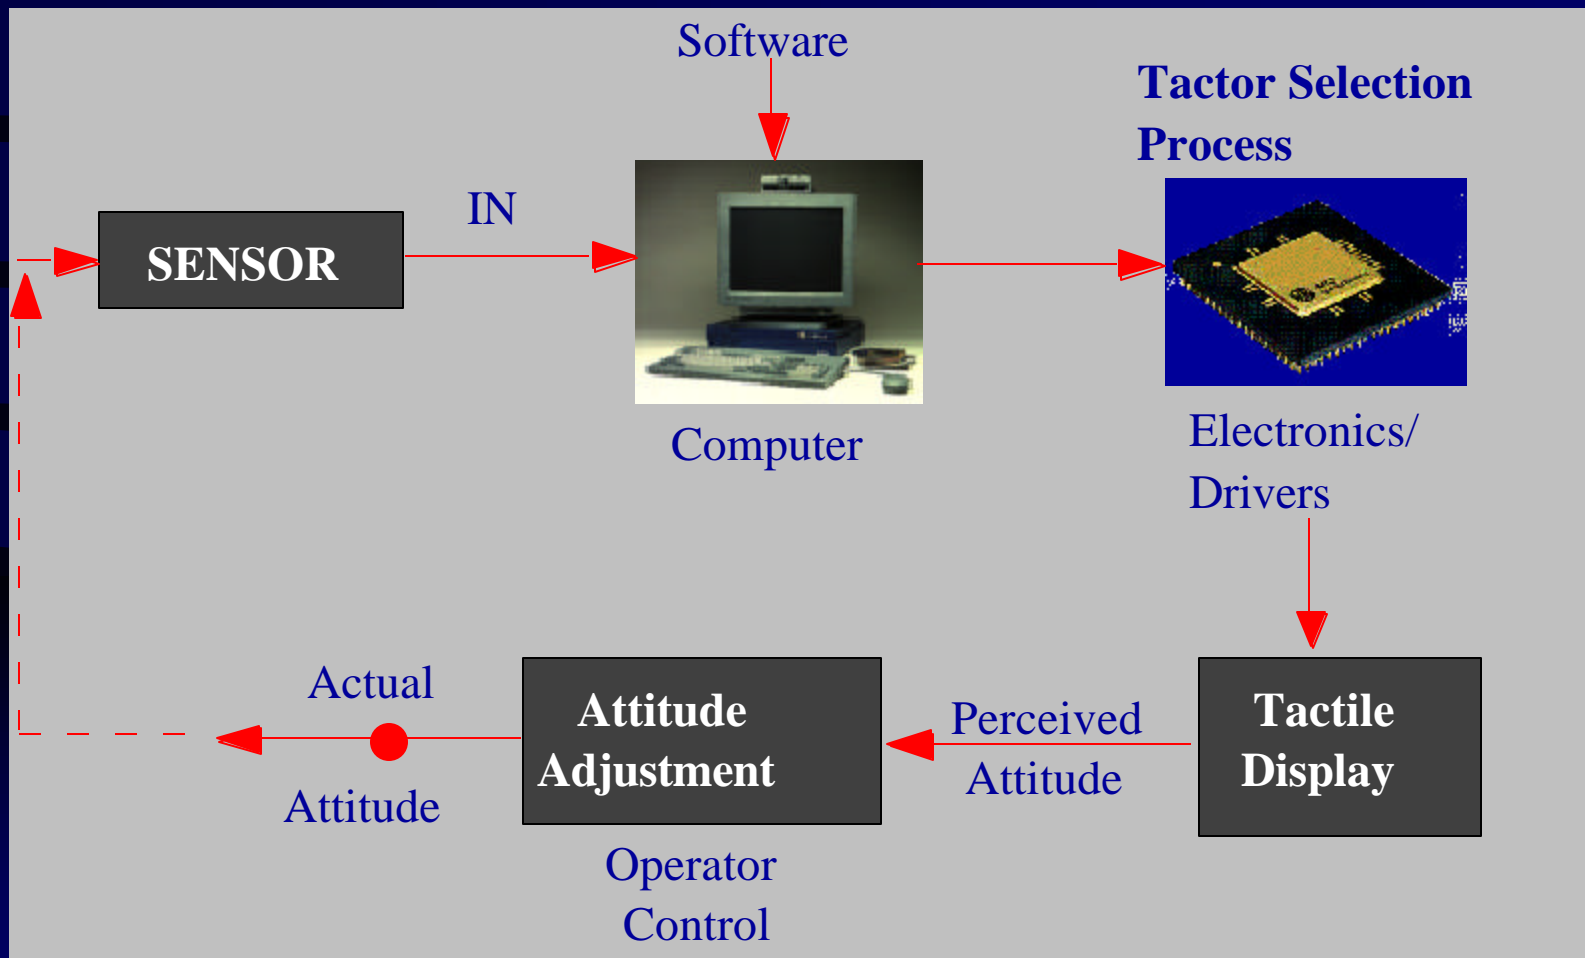 Software
Tactor Selection
Process
IN
SENSOR
Computer
Electronics/
Drivers
Actual
Attitude
Attitude
Adjustment
Perceived
Attitude
Tactile
Display
Operator
Control